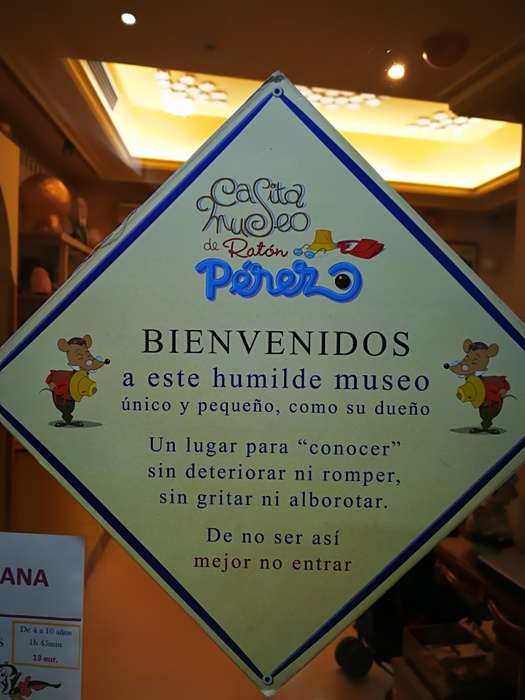 Casita
museo
de Ratón
Pérez
BIENVENIDOS
a este humilde museo
único y pequeño, como su dueño
Un lugar para “conocer”
sin deteriorar ni romper,
sin gritar ni alborotar.
De no ser así
mejor no entrar
ANA
De 4 a 10 años
1h 45min
13 eur.